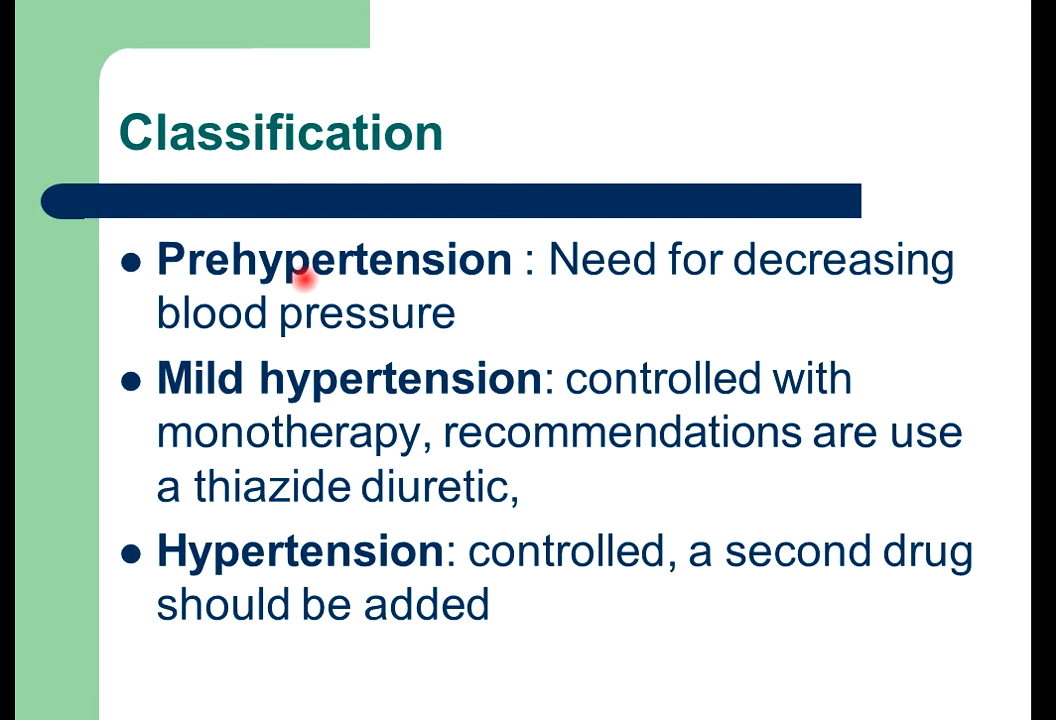 Classification
● Prehypertension : Need for decreasing
blood pressure
● Mild hypertension: controlled with
monotherapy, recommendations are use
a thiazide diuretic,
● Hypertension: controlled, a second drug
should be added